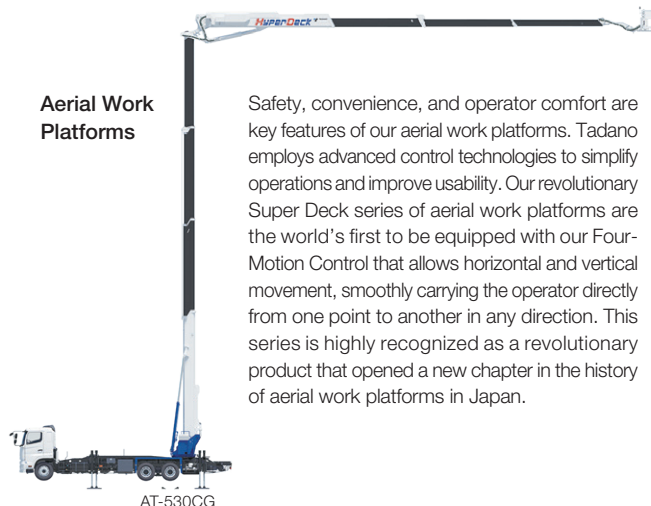 HyperDeck
Aerial Work
Platforms
Safety, convenience, and operator comfort are
key features of our aerial work platforms. Tadano
employs advanced control technologies to simplify
operations and improve usability. Our revolutionary
Super Deck series of aerial work platforms are
the world’s first to be equipped with our Four-
Motion Control that allows horizontal and vertical
movement, smoothly carrying the operator directly
from one point to another in any direction. This
series is highly recognized as a revolutionary
product that opened a new chapter in the history
of aerial work platforms in Japan.
AT-530CG